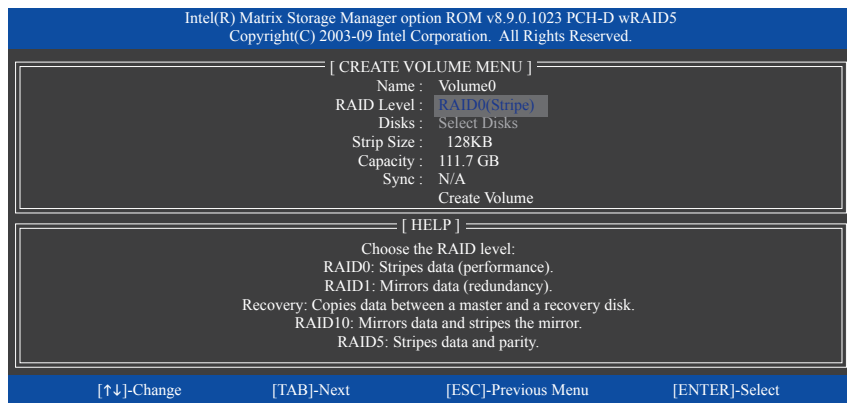 Intel(R) Matrix Storage Manager option ROM v8.9.0.1023 PCH-D wRAID5
Copyright(C) 2003-09 Intel Corporation. All Rights Reserved.
[ CREATE VOLUME MENU ]
Name : Volume0
RAID Level : RAID0(Stripe)
Disks : Select Disks
Strip Size : 128KB
Capacity : 111.7 GB
Sync : N/A
Create Volume
[ HELP ]
Choose the RAID level:
RAID0: Stripes data (performance).
RAID1: Mirrors data (redundancy).
Recovery: Copies data between a master and a recovery disk.
RAID10: Mirrors data and stripes the mirror.
RAID5: Stripes data and parity.
[↑↓]-Change [TAB]-Next [ESC]-Previous Menu [ENTER]-Select